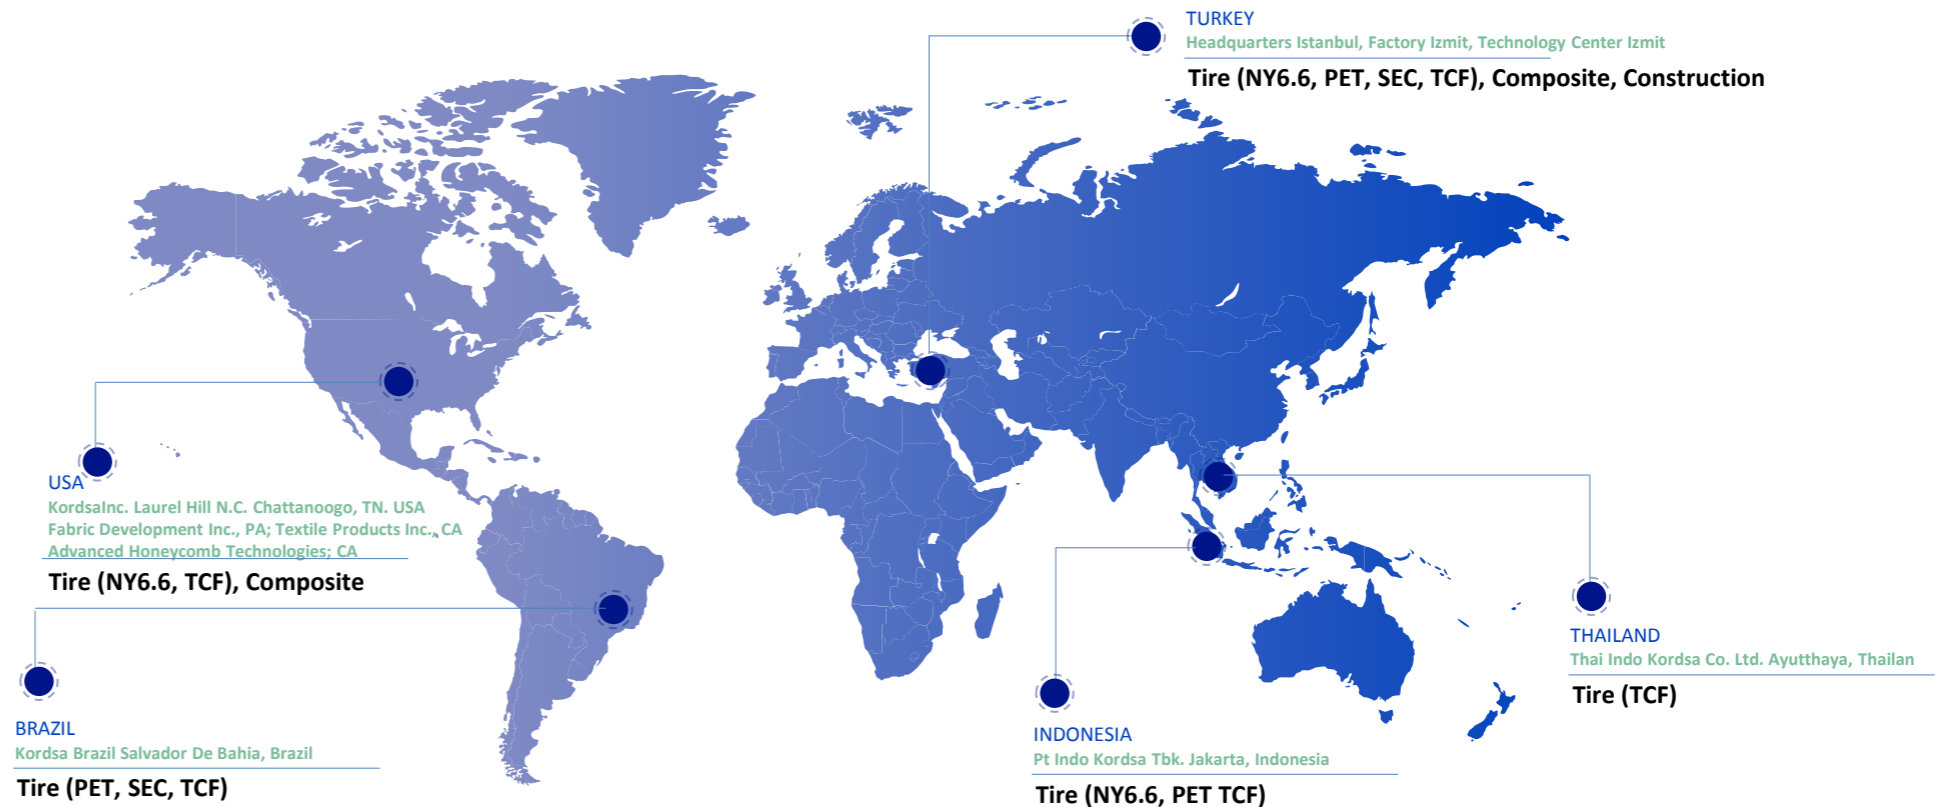 TURKEY
Headquarters Istanbul, Factory Izmit, Technology Center Izmit
Tire (NY6.6, PET, SEC, TCF), Composite, Construction
USA
KordsaInc. Laurel Hill N.C. Chattanoogo, TN. USA
Fabric Development Inc., PA; Textile Products Inc., CA
Advanced Honeycomb Technologies; CA
Tire (NY6.6, TCF), Composite
BRAZIL
Kordsa Brazil Salvador De Bahia, Brazil
Tire (PET, SEC, TCF)
INDONESIA
Pt Indo Kordsa Tbk. Jakarta, Indonesia
Tire (NY6.6, PET TCF)
THAILAND
Thai Indo Kordsa Co. Ltd. Ayutthaya, Thailan
Tire (TCF)